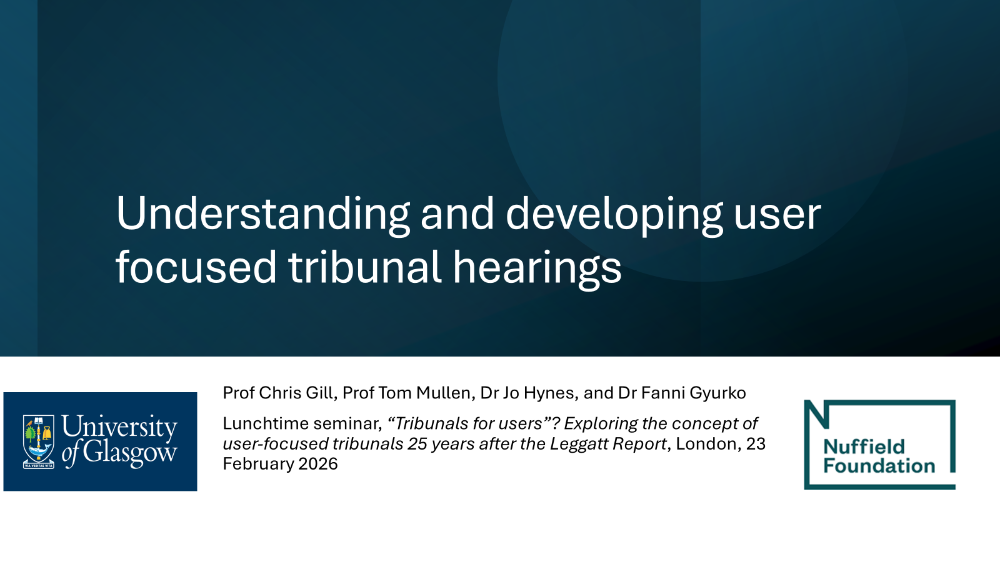 Understanding and developing user
focused tribunal hearings
Prof Chris Gill, Prof Tom Mullen, Dr Jo Hynes, and Dr Fanni Gyurko
Lunchtime seminar, “Tribunals for users”? Exploring the concept of
user-focused tribunals 25 years after the Leggatt Report, London, 23
February 2026
University
of Glasgow
VIA VERITAS VITA
Nuffield
Foundation